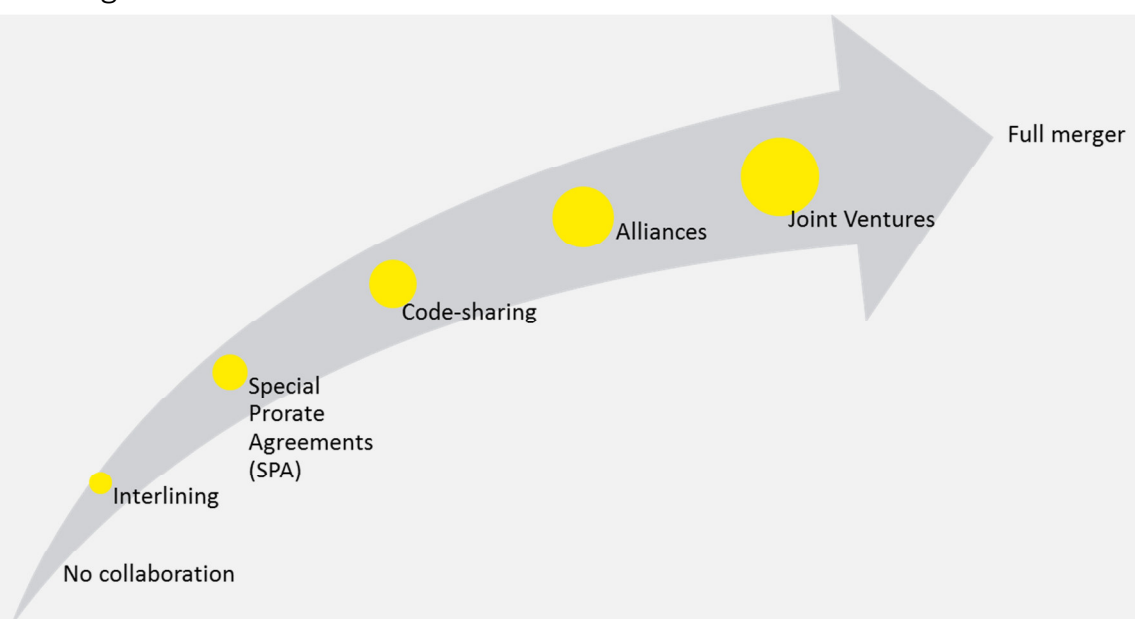 Full merger
Joint Ventures
Alliances
Code-sharing
Special
Prorate
Agreements
(SPA)
Interlining
No collaboration